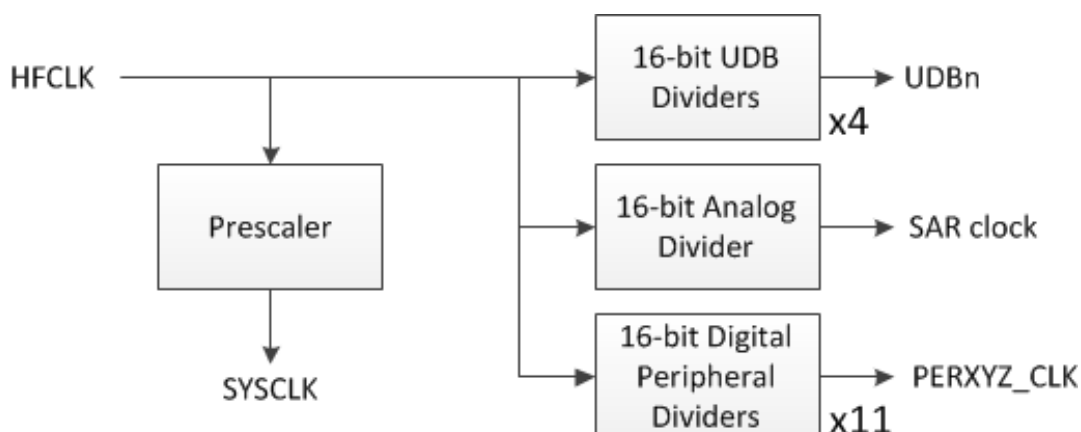 HFCLK
16-bit UDB
Dividers
UDBn
x4
Prescaler
16-bit Analog
Divider
SAR clock
SYSCLK
16-bit Digital
Peripheral
Dividers
PERXYZ_CLK
x11